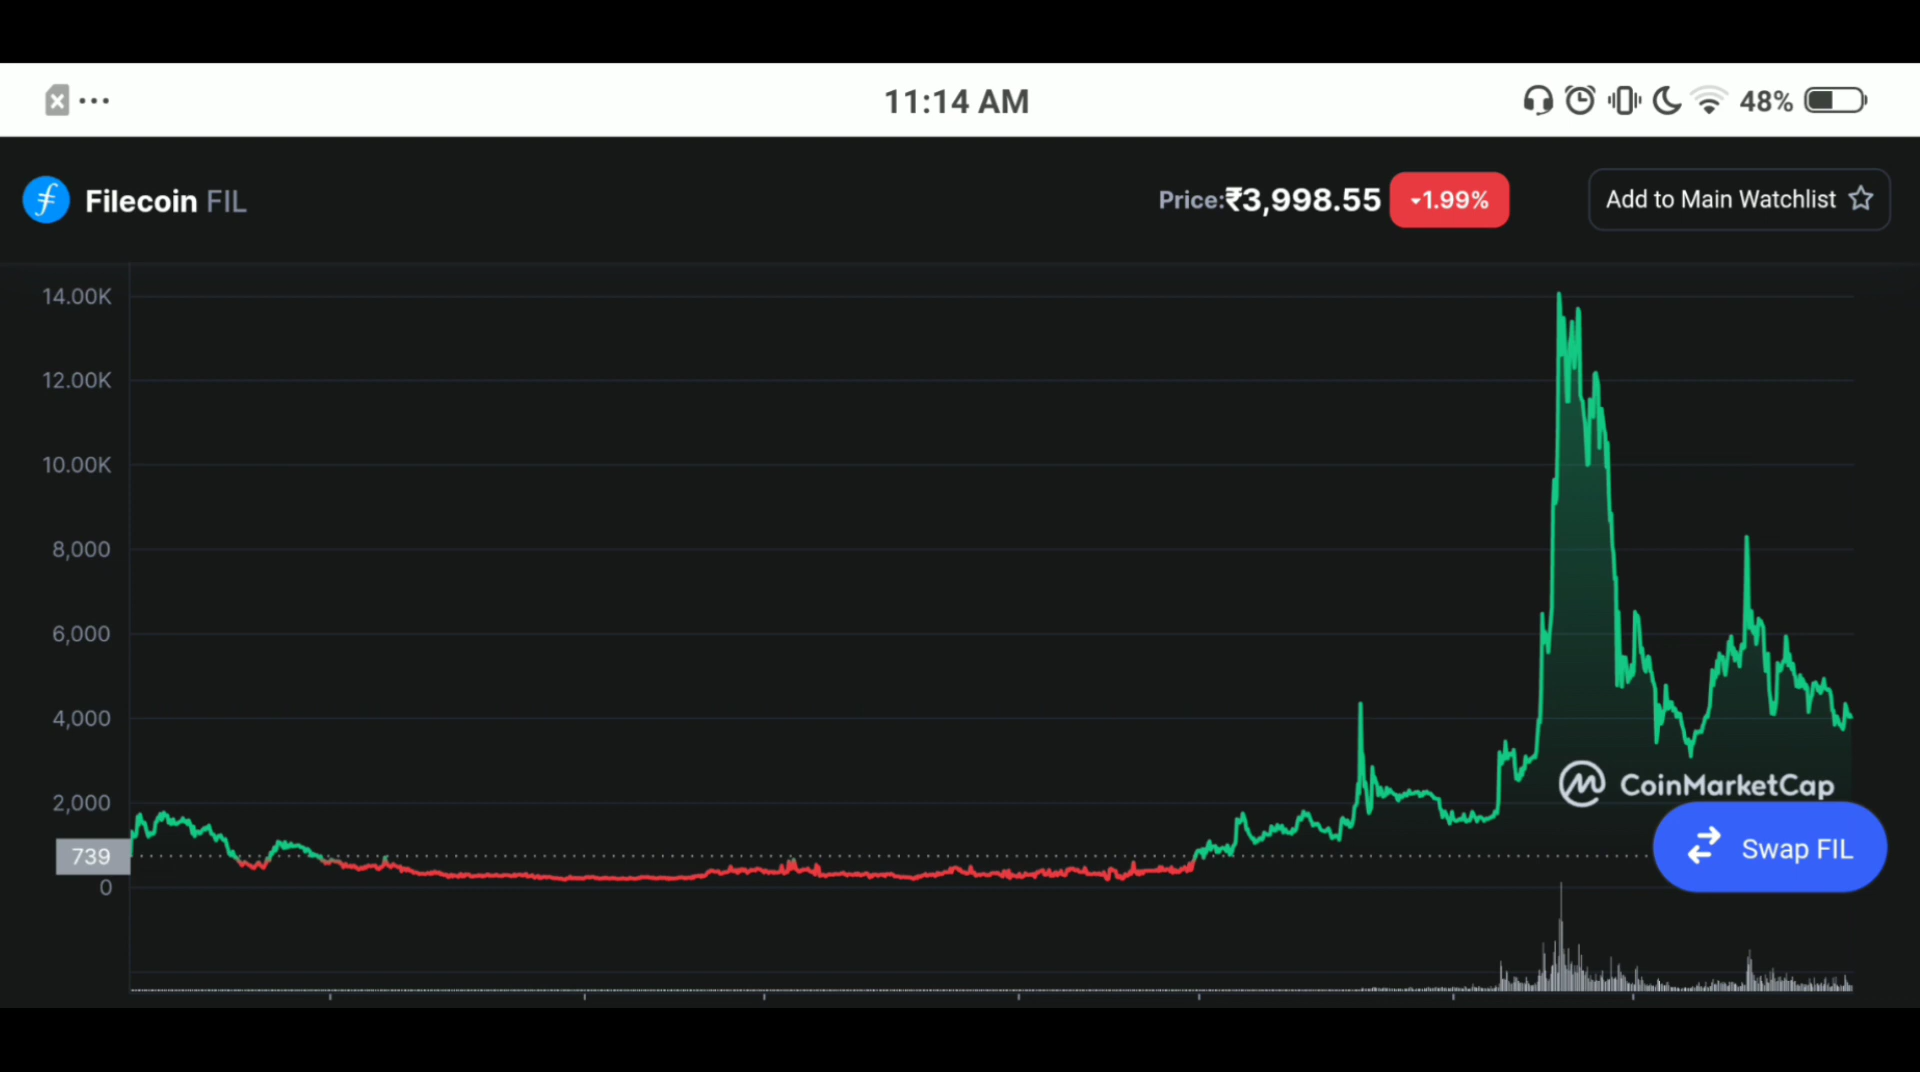 11:14 AM
48%
Filecoin FIL
Price:₹3,998.55
-1.99%
Add to Main Watchlist
14.00K
12.00K
10.00K
8,000
6,000
4,000
2,000
739
0
CoinMarketCap
Swap FIL